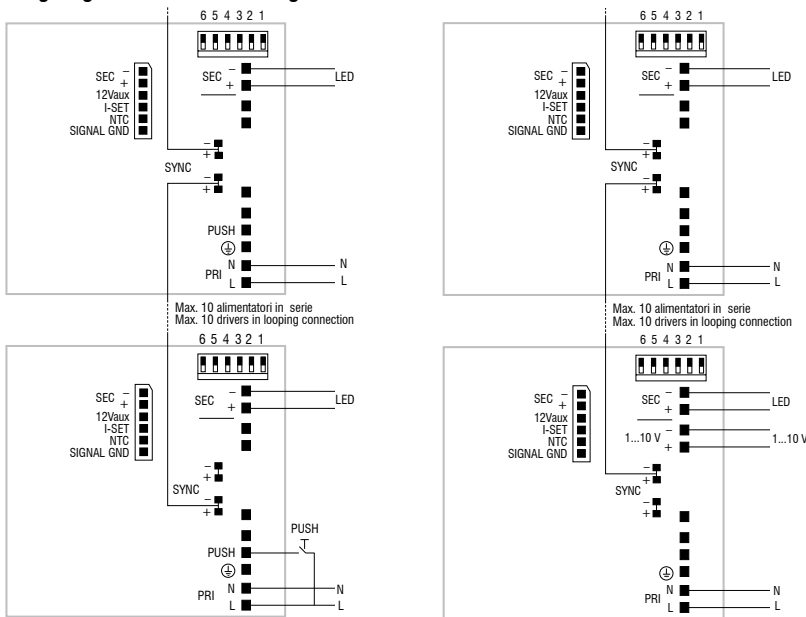 6 5 4 3 2 1
SEC −
+
12Vaux
I-SET
NTC
SIGNAL GND
SEC −
+
LED
−
+
SYNC
−
+
PUSH
N
PRI
L
N
L
6 5 4 3 2 1
SEC −
+
12Vaux
I-SET
NTC
SIGNAL GND
SEC −
+
LED
−
+
SYNC
−
+
N
PRI
L
N
L
Max. 10 alimentatori in serie
Max. 10 drivers in looping connection
Max. 10 alimentatori in serie
Max. 10 drivers in looping connection
6 5 4 3 2 1
SEC −
+
12Vaux
I-SET
NTC
SIGNAL GND
SEC −
+
LED
−
+
SYNC
−
+
PUSH
PUSH
N
PRI
L
N
L
6 5 4 3 2 1
SEC −
+
12Vaux
I-SET
NTC
SIGNAL GND
SEC −
+
LED
1...10 V −
+
1...10 V
−
+
SYNC
−
+
N
PRI
L
N
L